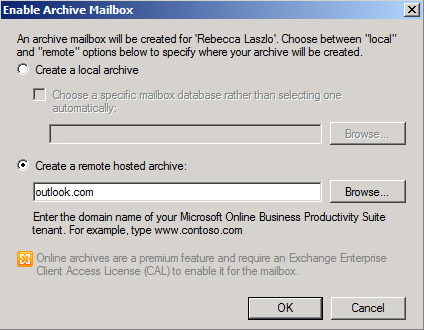 Enable Archive Mailbox
An archive mailbox will be created for 'Rebecca Laszlo'. Choose between "local"
and "remote" options below to specify where your archive will be created.
Create a local archive
Choose a specific mailbox database rather than selecting one
automatically:
Browse...
Create a remote hosted archive:
outlook.com
Browse...
Enter the domain name of your Microsoft Online Business Productivity Suite
tenant. For example, type www.contoso.com
Online archives are a premium feature and require an Exchange Enterprise
Client Access License (CAL) to enable it for the mailbox.
OK
Cancel